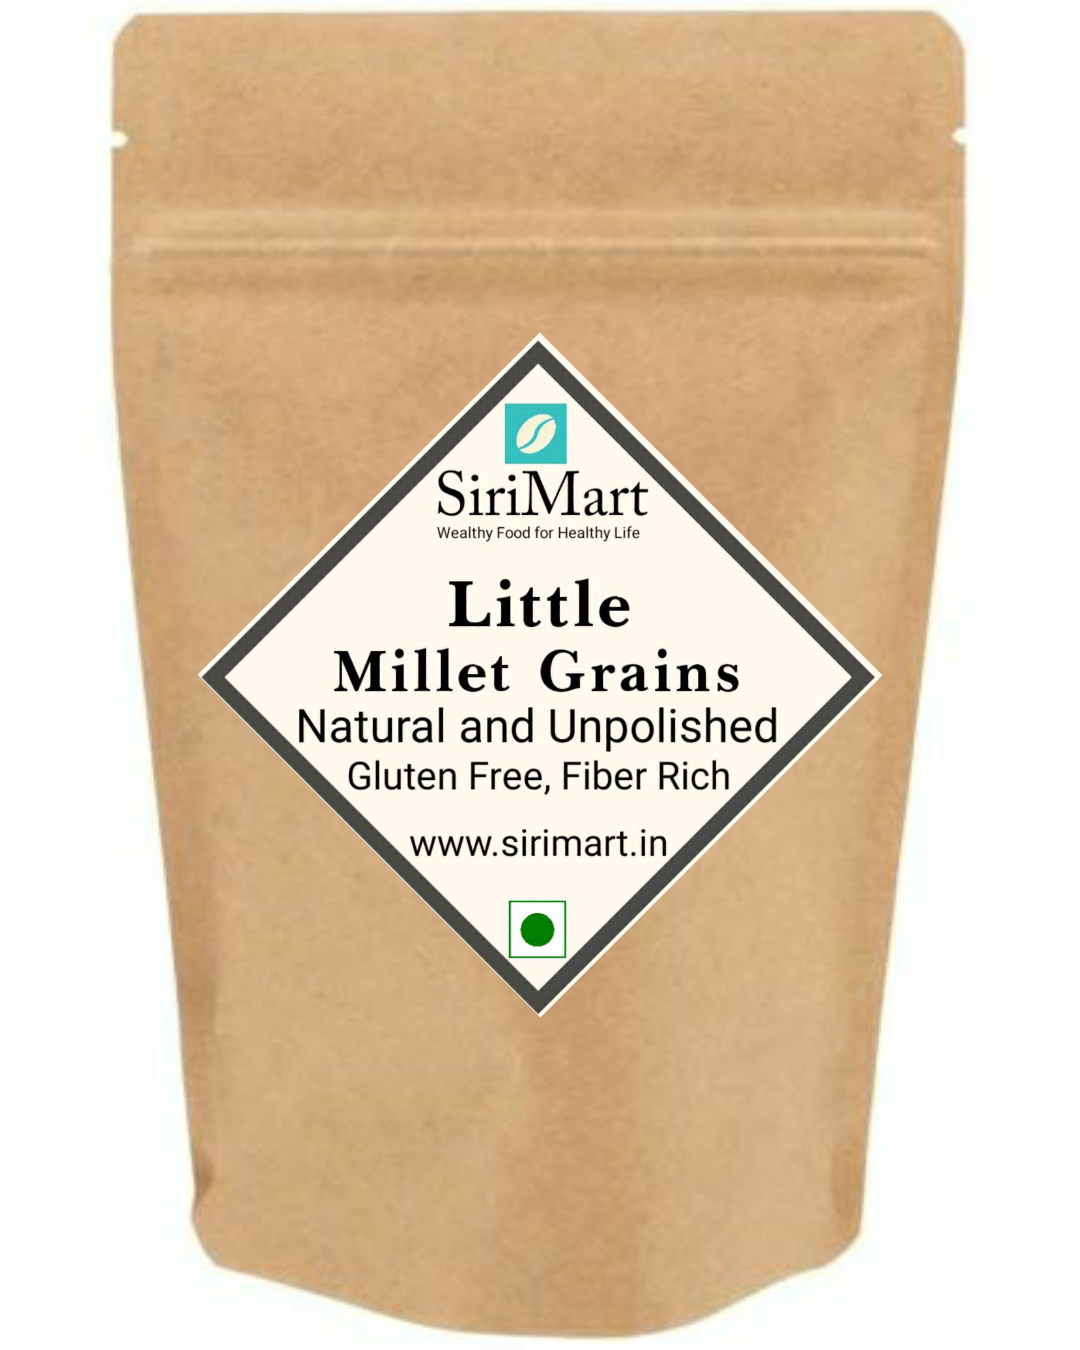 SiriMart
Wealthy Food for Healthy Life
Little
Millet Grains
Natural and Unpolished
Gluten Free, Fiber Rich
www.sirimart.in